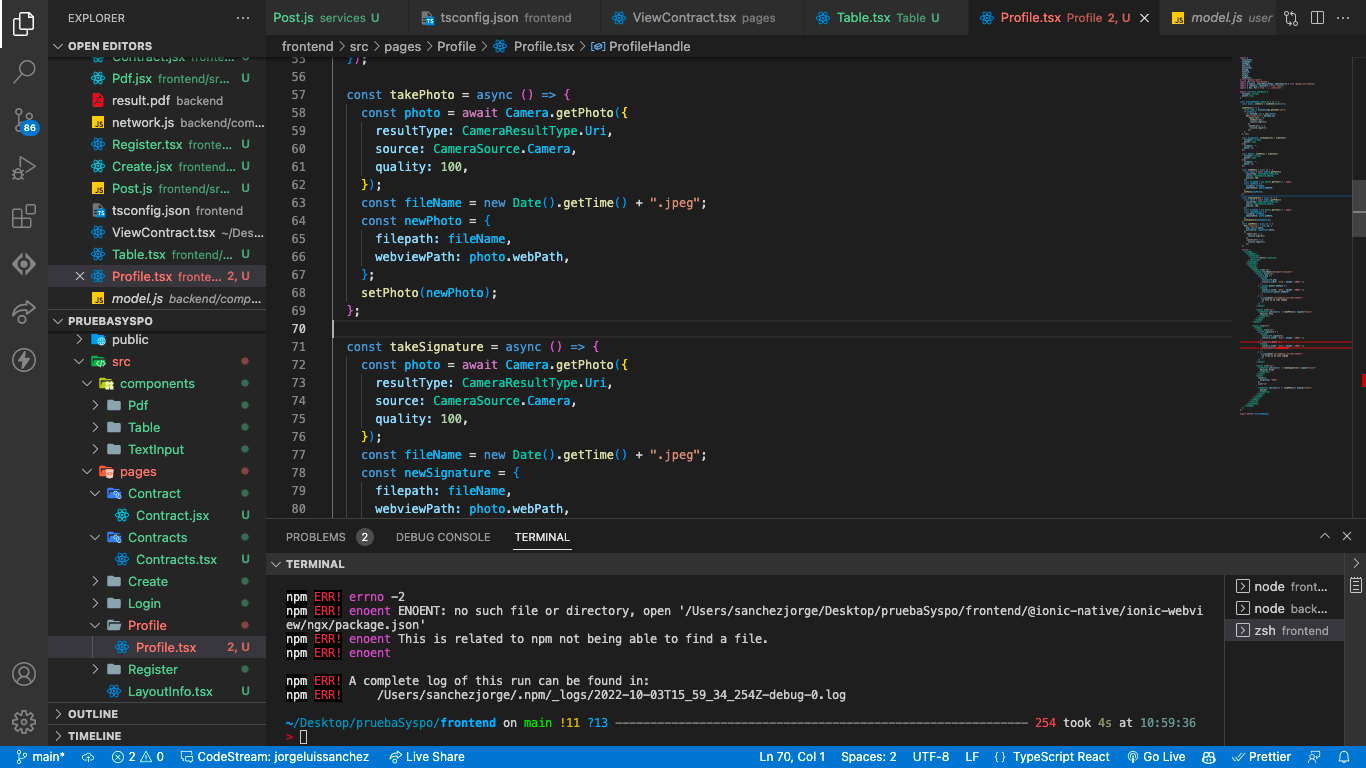 EXPLORER
OPEN EDITORS
Contract.jsx fronte... U
Pdf.jsx frontend/sr... U
result.pdf backend
network.js backend/com...
Register.tsx fronte... U
Create.jsx frontend... U
Post.js frontend/sr... U
tsconfig.json frontend
ViewContract.tsx ~/Des...
Table.tsx frontend/... U
Profile.tsx fronte... 2, U
model.js backend/comp...
PRUEBASYSPO
public
src
components
Pdf
Table
TextInput
pages
Contract
Contract.jsx U
Contracts
Contracts.tsx U
Create
Login
Profile
Profile.tsx 2, U
Register
LayoutInfo.tsx U
OUTLINE
TIMELINE
86
Post.js services U
tsconfig.json frontend
ViewContract.tsx pages
Table.tsx Table U
Profile.tsx Profile 2, U
model.js user
frontend > src > pages > Profile > Profile.tsx > ProfileHandle
55 });
56
57 const takePhoto = async () => {
58 const photo = await Camera.getPhoto({
59 resultType: CameraResultType.Uri,
60 source: CameraSource.Camera,
61 quality: 100,
62 });
63 const fileName = new Date().getTime() + ".jpeg";
64 const newPhoto = {
65 filepath: fileName,
66 webviewPath: photo.webPath,
67 };
68 setPhoto(newPhoto);
69 };
70
71 const takeSignature = async () => {
72 const photo = await Camera.getPhoto({
73 resultType: CameraResultType.Uri,
74 source: CameraSource.Camera,
75 quality: 100,
76 });
77 const fileName = new Date().getTime() + ".jpeg";
78 const newSignature = {
79 filepath: fileName,
80 webviewPath: photo.webPath,
PROBLEMS 2 DEBUG CONSOLE TERMINAL
TERMINAL
npm ERR! errno -2
npm ERR! enoent ENOENT: no such file or directory, open '/Users/sanchezjorge/Desktop/pruebaSyspo/frontend/@ionic-native/ionic-webvi
ew/ngx/package.json'
npm ERR! enoent This is related to npm not being able to find a file.
npm ERR! enoent
npm ERR! A complete log of this run can be found in:
npm ERR! /Users/sanchezjorge/.npm/_logs/2022-10-03T15_59_34_254Z-debug-0.log
~/Desktop/pruebaSyspo/frontend on main !11 ?13 254 took 4s at 10:59:36
>
node front...
node back...
zsh frontend
main* 2 0 CodeStream: jorgeluissanchez Live Share Ln 70, Col 1 Spaces: 2 UTF-8 LF {} TypeScript React Go Live Prettier